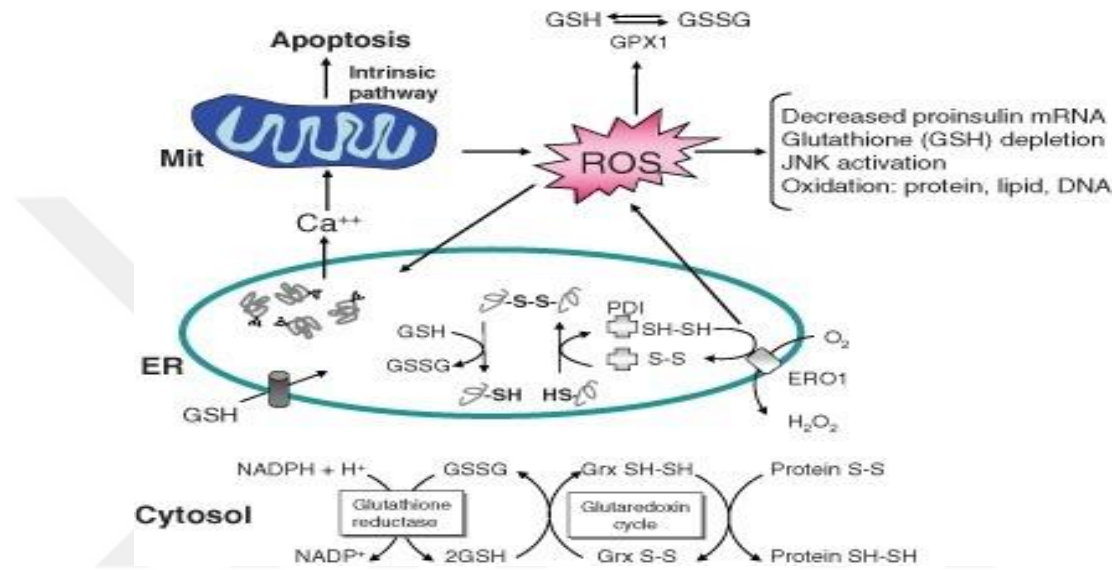 GSH GSSG
GPX1
Apoptosis
Intrinsic
pathway
Mit
ROS
Decreased proinsulin mRNA
Glutathione (GSH) depletion
JNK activation
Oxidation: protein, lipid, DNA
Ca⁺⁺
ER
GSH
GSH
GSSG
-S-S-
-SH HS-
PDI
SH-SH
S-S
O₂
ERO1
H₂O₂
Cytosol
NADPH + H⁺ GSSG Grx SH-SH Protein S-S
Glutathione
reductase
Glutaredoxin
cycle
NADP⁺ 2GSH Grx S-S Protein SH-SH